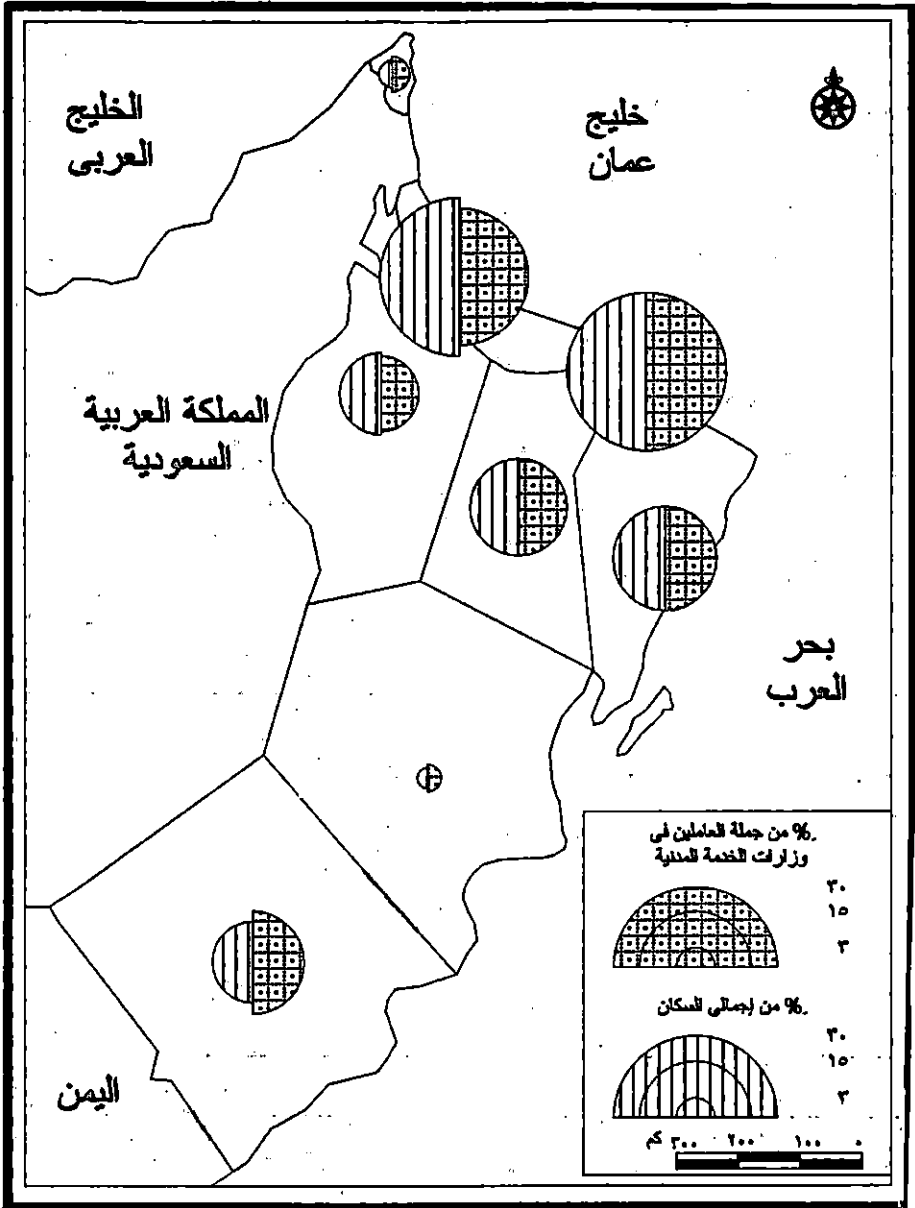 الخليج
العربى
خليج
عمان
المملكة العربية
السعودية
بحر
العرب
اليمن
% من جملة العاملين فى
وزارات الخدمة المدنية
٣٠
١٥
٣
% من إجمالى السكان
٣٠
١٥
٣
٠ ١٠٠ ٢٠٠ ٣٠٠ كم